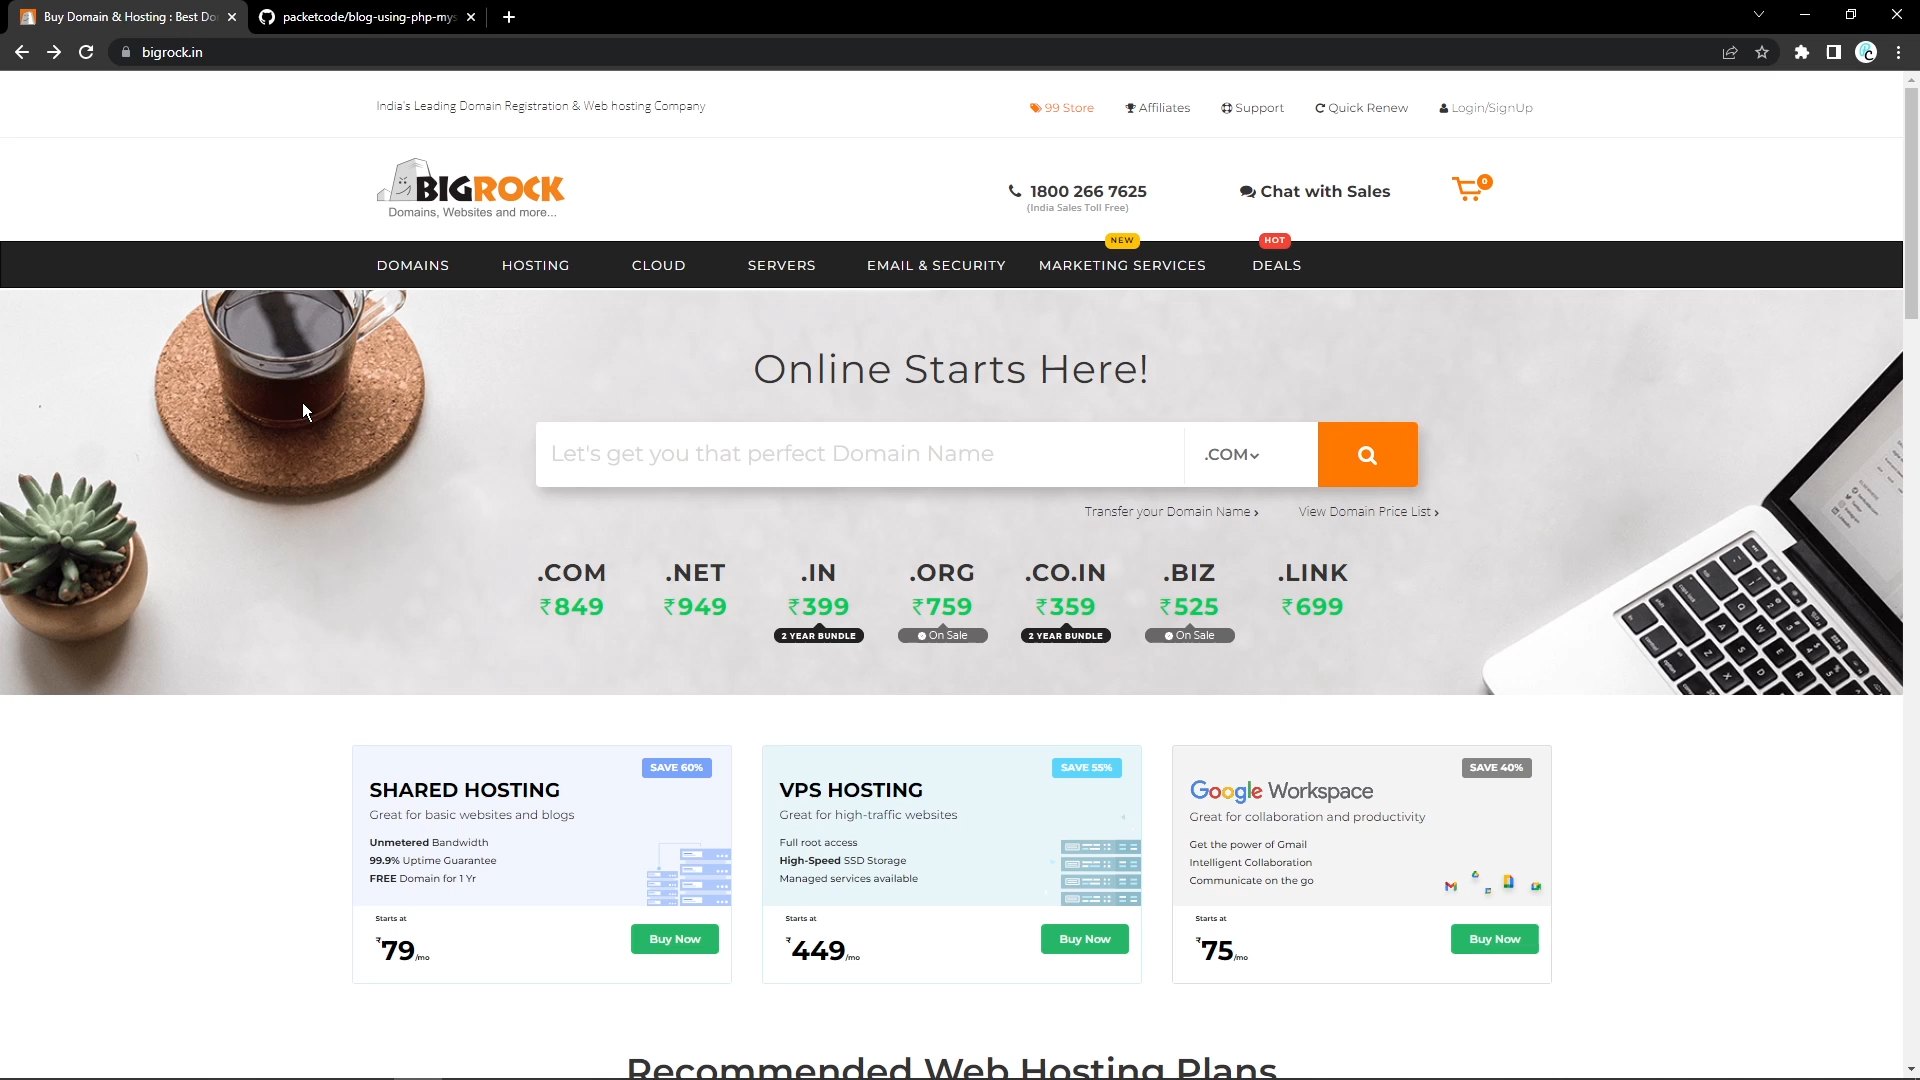 Buy Domain & Hosting : Best Do
packetcode/blog-using-php-mys
bigrock.in
India's Leading Domain Registration & Web hosting Company
99 Store
Affiliates
Support
Quick Renew
Login/SignUp
BIGROCK
Domains, Websites and more...
1800 266 7625
(India Sales Toll Free)
Chat with Sales
0
NEW
HOT
DOMAINS
HOSTING
CLOUD
SERVERS
EMAIL & SECURITY
MARKETING SERVICES
DEALS
Online Starts Here!
Let's get you that perfect Domain Name
.COM
Transfer your Domain Name ›
View Domain Price List ›
.COM
.NET
.IN
.ORG
.CO.IN
.BIZ
.LINK
₹849
₹949
₹399
₹759
₹359
₹525
₹699
2 YEAR BUNDLE
On Sale
2 YEAR BUNDLE
On Sale
SAVE 60%
SHARED HOSTING
Great for basic websites and blogs
Unmetered Bandwidth
99.9% Uptime Guarantee
FREE Domain for 1 Yr
Starts at
₹79/mo
Buy Now
SAVE 55%
VPS HOSTING
Great for high-traffic websites
Full root access
High-Speed SSD Storage
Managed services available
Starts at
₹449/mo
Buy Now
SAVE 40%
Google Workspace
Great for collaboration and productivity
Get the power of Gmail
Intelligent Collaboration
Communicate on the go
Starts at
₹75/mo
Buy Now
Recommended Web Hosting Plans